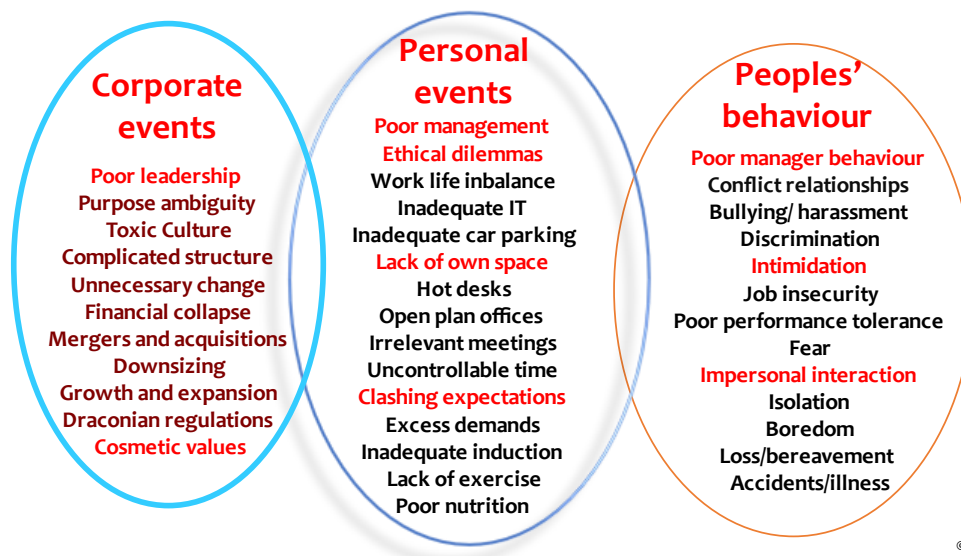 Corporate
events
Poor leadership
Purpose ambiguity
Toxic Culture
Complicated structure
Unnecessary change
Financial collapse
Mergers and acquisitions
Downsizing
Growth and expansion
Draconian regulations
Cosmetic values
Personal
events
Poor management
Ethical dilemmas
Work life inbalance
Inadequate IT
Inadequate car parking
Lack of own space
Hot desks
Open plan offices
Irrelevant meetings
Uncontrollable time
Clashing expectations
Excess demands
Inadequate induction
Lack of exercise
Poor nutrition
Peoples’
behaviour
Poor manager behaviour
Conflict relationships
Bullying/ harassment
Discrimination
Intimidation
Job insecurity
Poor performance tolerance
Fear
Impersonal interaction
Isolation
Boredom
Loss/bereavement
Accidents/illness
©